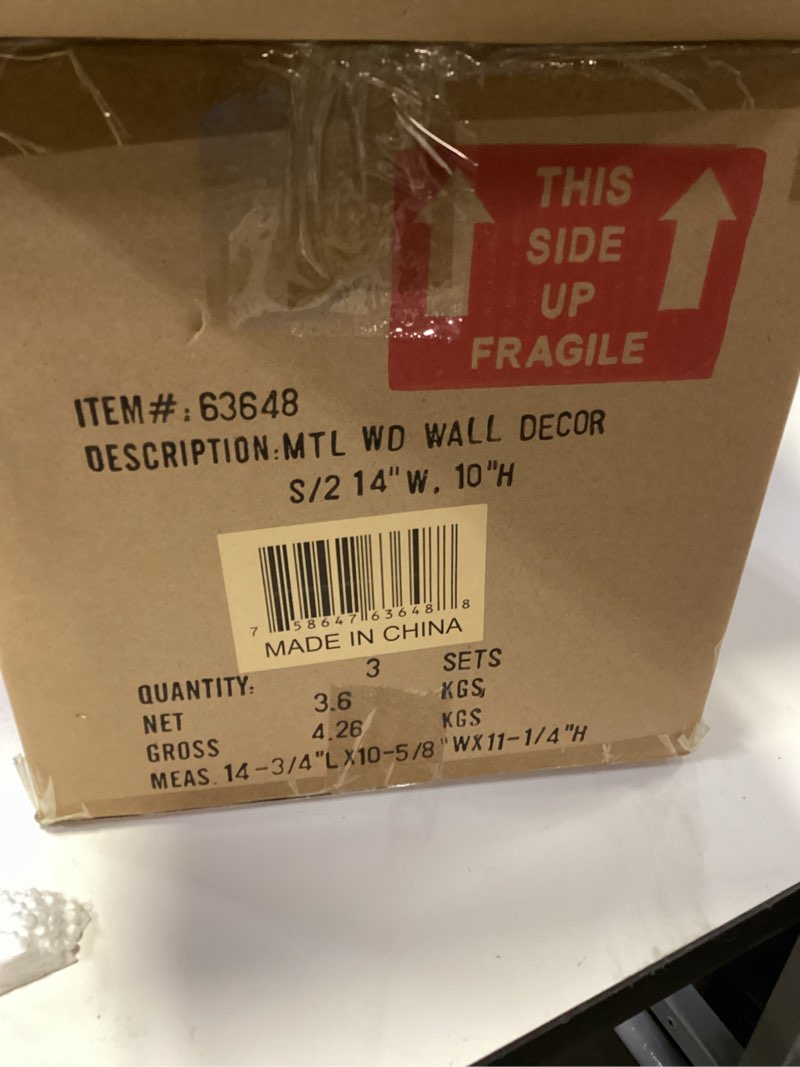 THIS
SIDE
UP
FRAGILE
ITEM#: 63648
DESCRIPTION: MTL WD WALL DECOR
S/2 14"W, 10"H
7 58647 63648 8
MADE IN CHINA
QUANTITY: 3 SETS
NET 3.6 KGS
GROSS 4.26 KGS
MEAS. 14-3/4"LX10-5/8"WX11-1/4"H